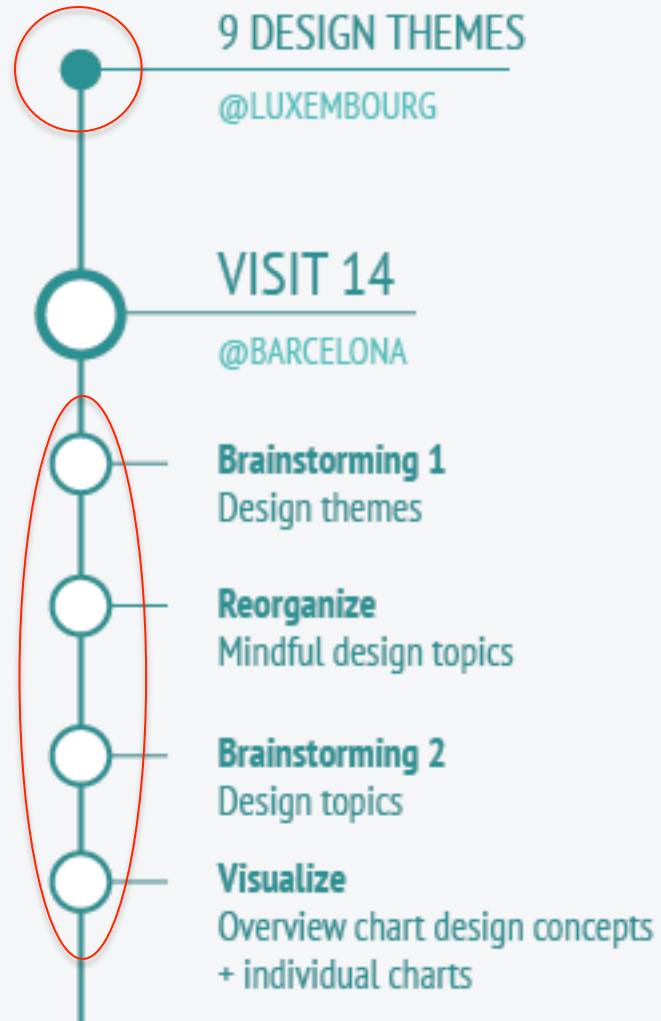 9 DESIGN THEMES
@LUXEMBOURG
VISIT 14
@BARCELONA
Brainstorming 1
Design themes
Reorganize
Mindful design topics
Brainstorming 2
Design topics
Visualize
Overview chart design concepts
+ individual charts